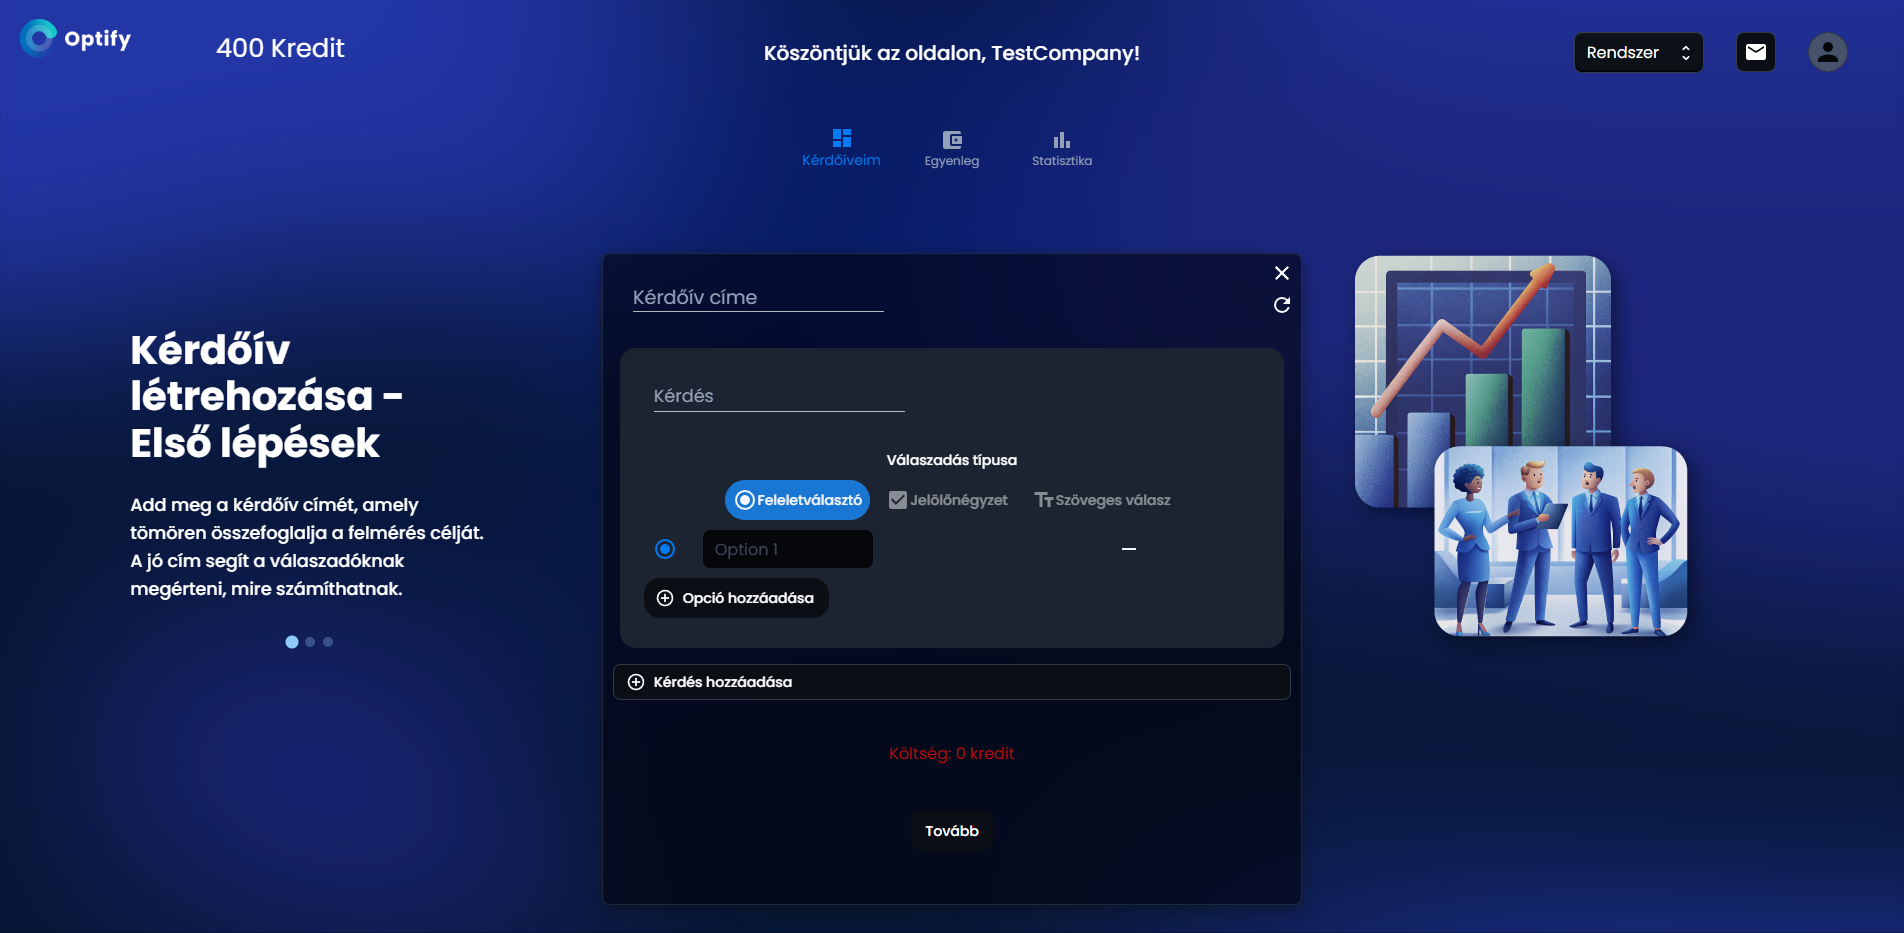 Optify
400 Kredit
Köszöntjük az oldalon, TestCompany!
Rendszer
Kérdőíveim
Egyenleg
Statisztika
Kérdőív
létrehozása -
Első lépések
Add meg a kérdőív címét, amely
tömören összefoglalja a felmérés célját.
A jó cím segít a válaszadóknak
megérteni, mire számíthatnak.
Kérdőív címe
Kérdés
Válaszadás típusa
Feleletválasztó
Jelölőnégyzet
Tt Szöveges válasz
Option 1
Opció hozzáadása
Kérdés hozzáadása
Költség: 0 kredit
Tovább